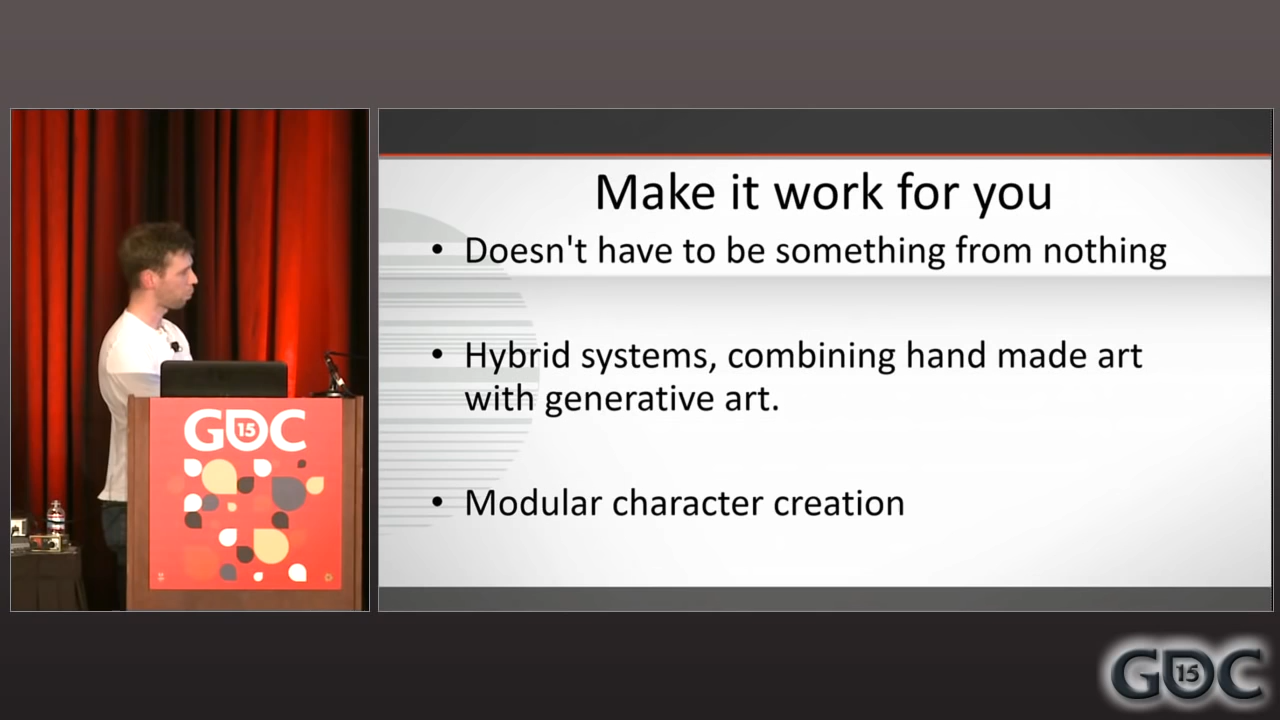 Make it work for you
• Doesn't have to be something from nothing
• Hybrid systems, combining hand made art
with generative art.
• Modular character creation
GDC
15
GDC
15